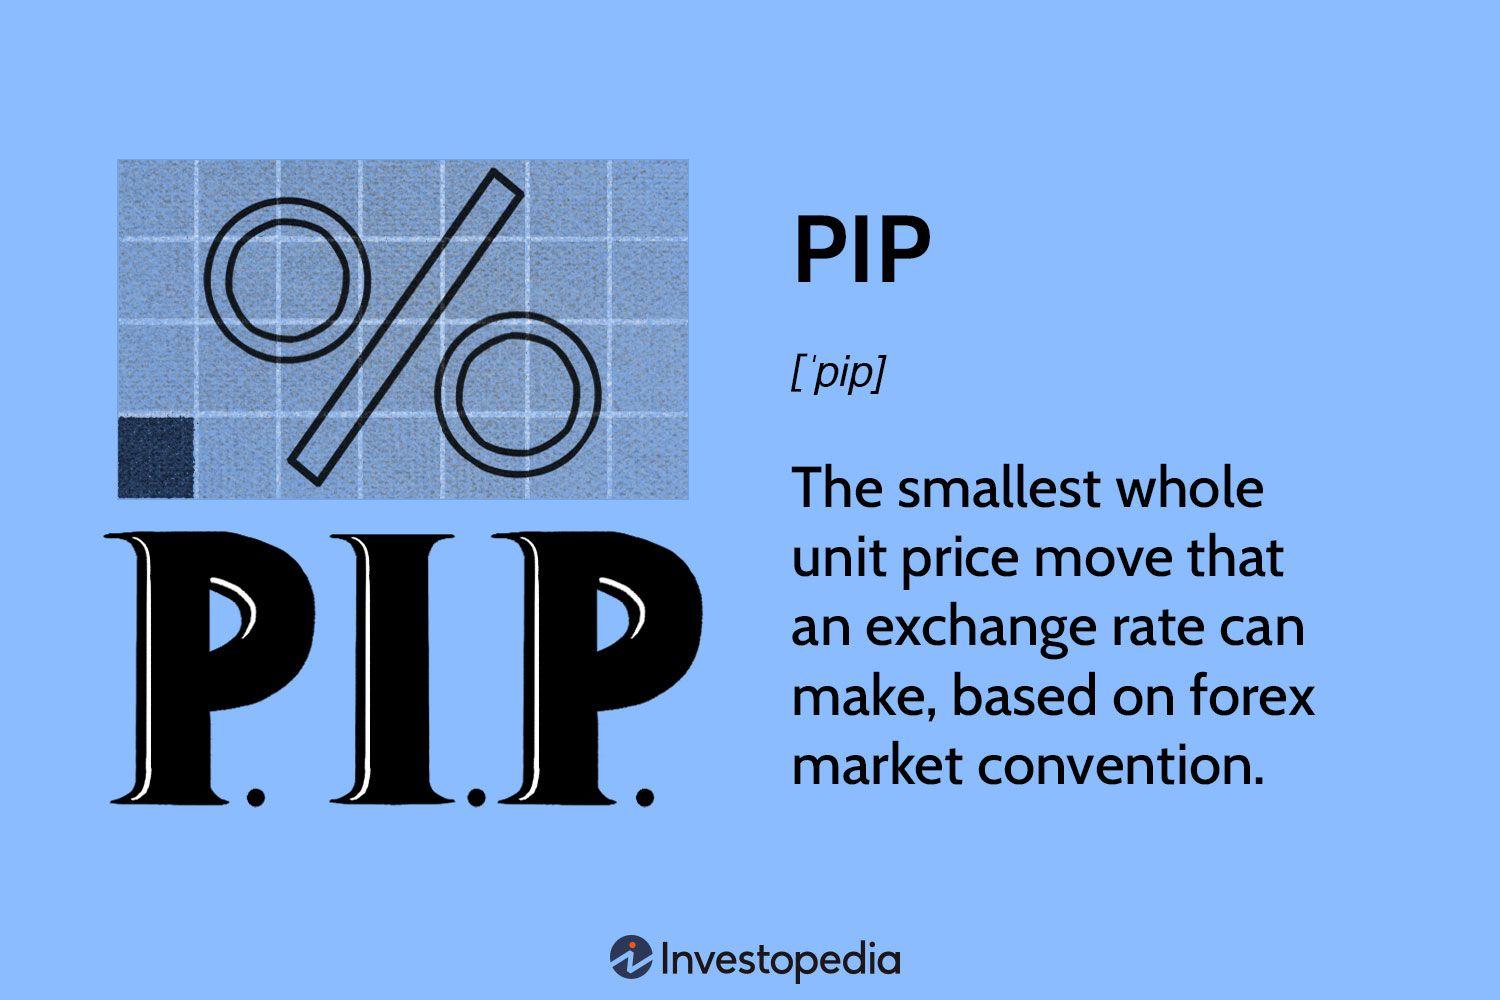 %
P.I.P.
PIP
[ˈpip]
The smallest whole
unit price move that
an exchange rate can
make, based on forex
market convention.
Investopedia